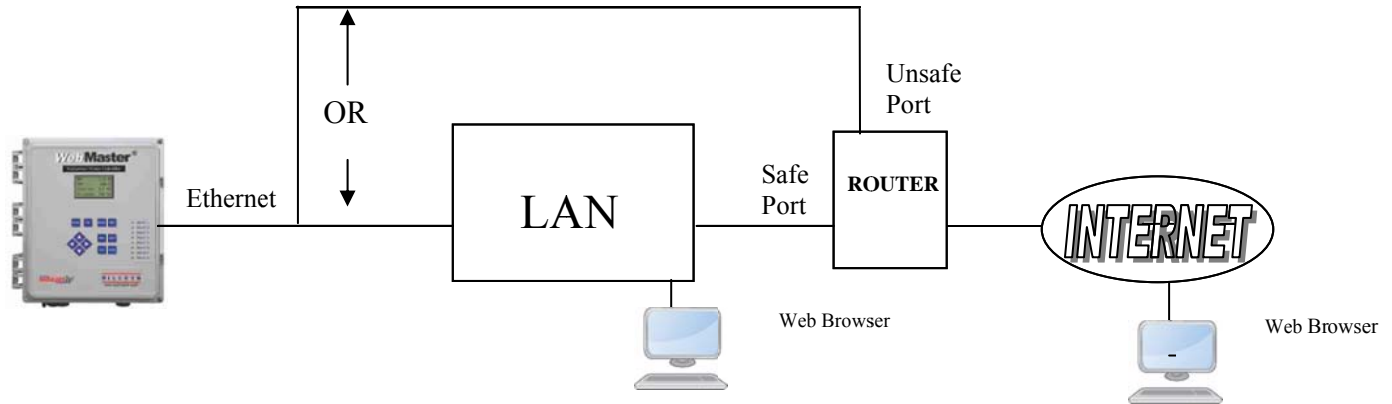 Unsafe
Port
OR
WebMaster
Ethernet
LAN
Safe
Port
ROUTER
INTERNET
Web Browser
Web Browser